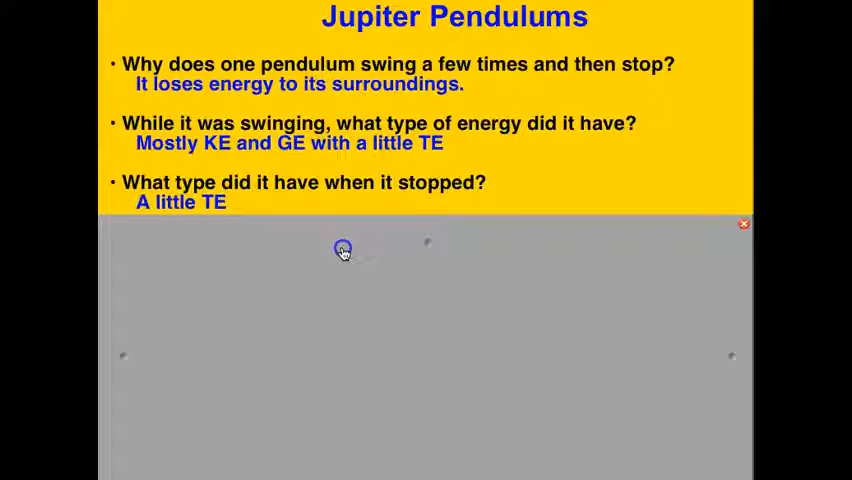 Jupiter Pendulums
• Why does one pendulum swing a few times and then stop?
It loses energy to its surroundings.
• While it was swinging, what type of energy did it have?
Mostly KE and GE with a little TE
• What type did it have when it stopped?
A little TE